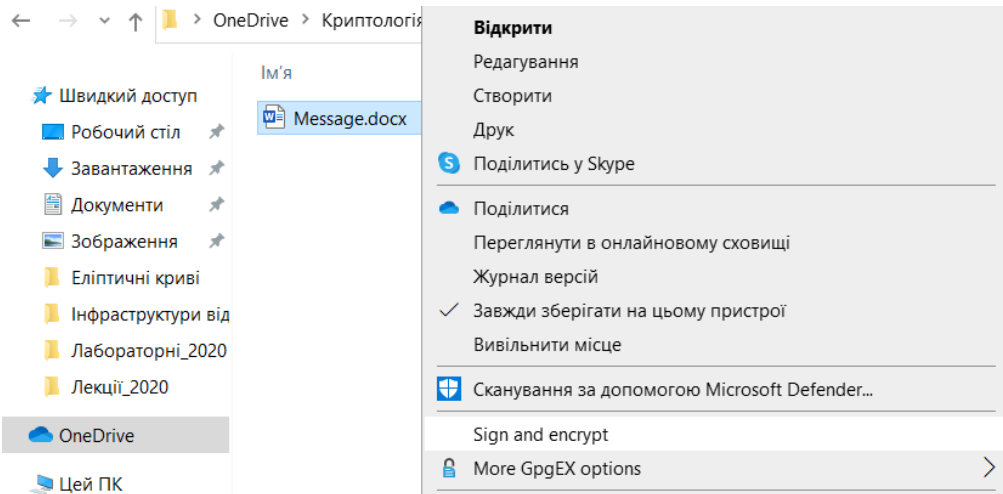 OneDrive > Криптологія
Швидкий доступ
Робочий стіл
Завантаження
Документи
Зображення
Еліптичні криві
Інфраструктури від
Лабораторні_2020
Лекції_2020
OneDrive
Цей ПК
Ім'я
Message.docx
Відкрити
Редагування
Створити
Друк
Поділитись у Skype
Поділитися
Переглянути в онлайновому сховищі
Журнал версій
Завжди зберігати на цьому пристрої
Вивільнити місце
Сканування за допомогою Microsoft Defender...
Sign and encrypt
More GpgEX options